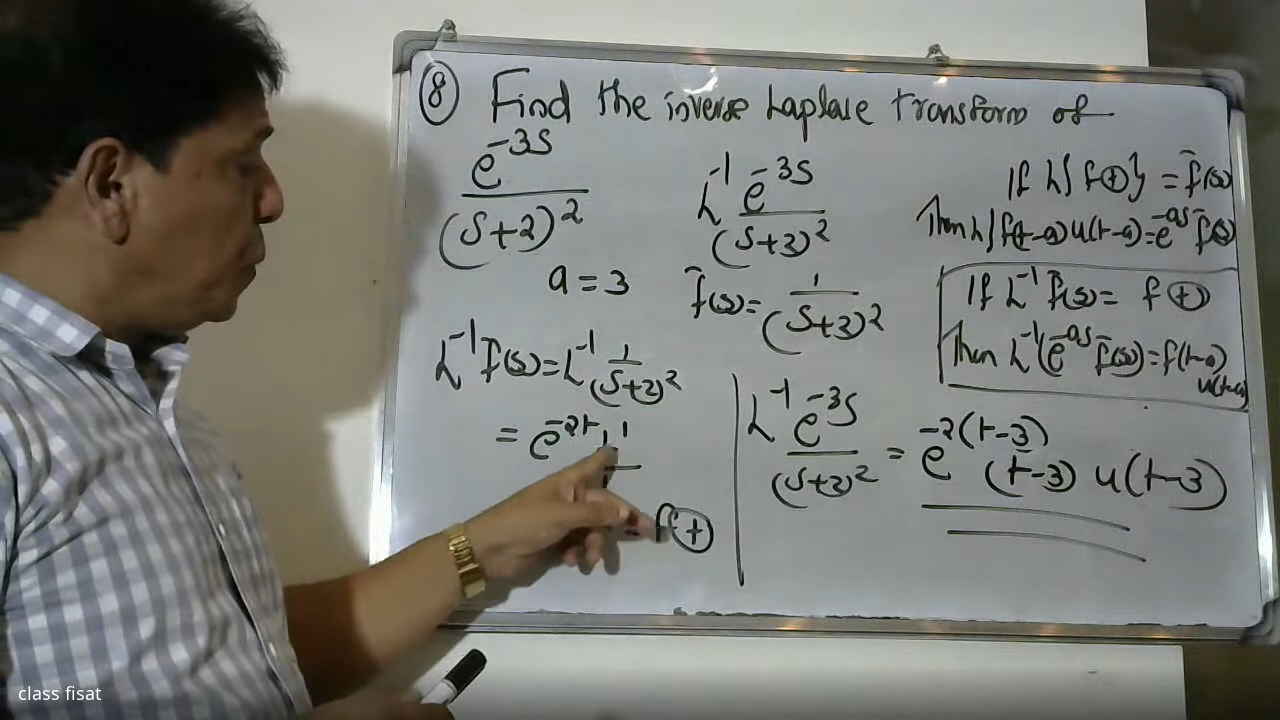 ⑧ Find the inverse Laplace transform of
e^-3s / (s+2)^2
L^-1 e^-3s / (s+2)^2
If L{f(t)} = f̄(s)
Then L{f(t-a)u(t-a)} = e^-as f̄(s)
a = 3
f̄(s) = 1 / (s+2)^2
If L^-1 f̄(s) = f(t)
Then L^-1(e^-as f̄(s)) = f(t-a)
u(t-a)
L^-1 f̄(s) = L^-1 1 / (s+2)^2
= e^-2t
f(t)
L^-1 e^-3s / (s+2)^2 = e^-2(t-3) (t-3) u(t-3)
class fisat